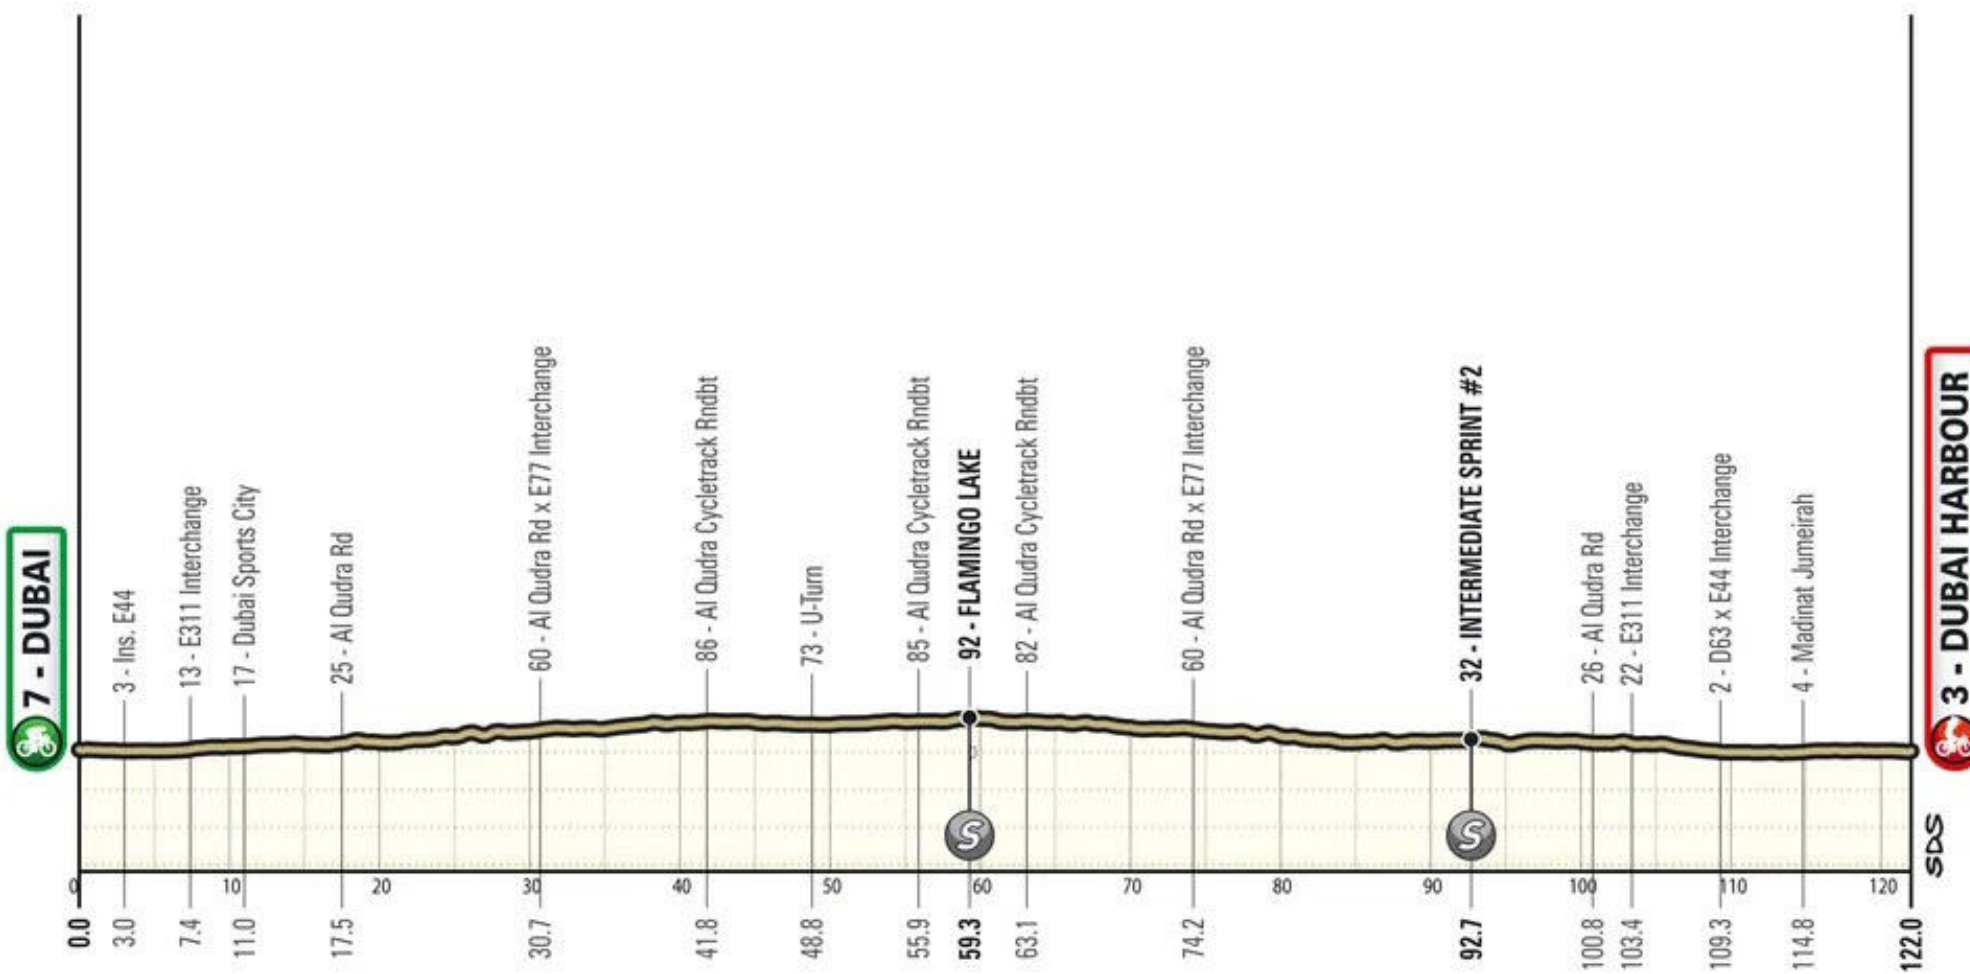 7 - DUBAI
3 - Ins. E44
13 - E311 Interchange
17 - Dubai Sports City
25 - Al Qudra Rd
60 - Al Qudra Rd x E77 Interchange
86 - Al Qudra Cycletrack Rndbt
73 - U-Turn
85 - Al Qudra Cycletrack Rndbt
92 - FLAMINGO LAKE
82 - Al Qudra Cycletrack Rndbt
60 - Al Qudra Rd x E77 Interchange
32 - INTERMEDIATE SPRINT #2
26 - Al Qudra Rd
22 - E311 Interchange
2 - D63 x E44 Interchange
4 - Madinat Jumeirah
3 - DUBAI HARBOUR
S
S
SDS
0 10 20 30 40 50 60 70 80 90 100 110 120
0.0
3.0
7.4
11.0
17.5
30.7
41.8
48.8
55.9
59.3
63.1
74.2
92.7
100.8
103.4
109.3
114.8
122.0